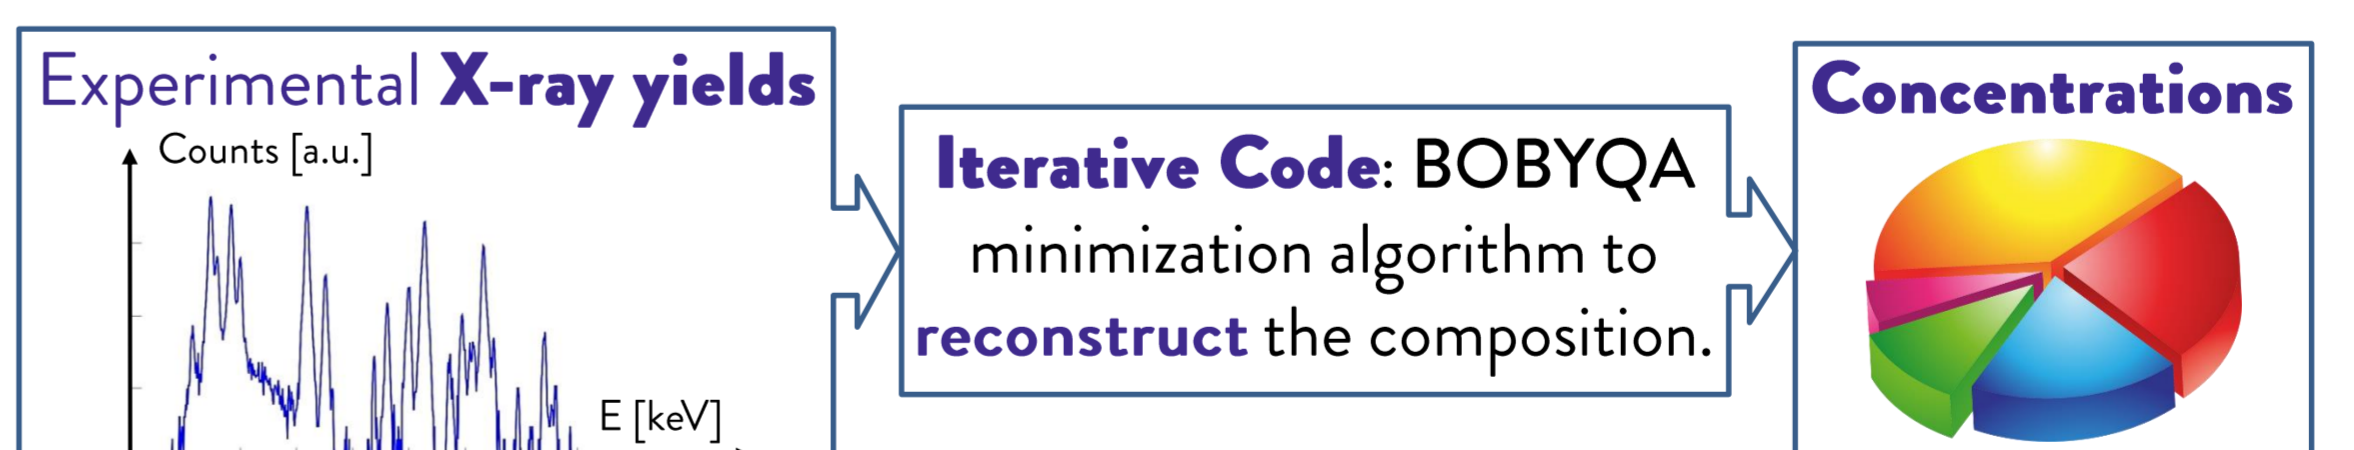 Experimental X-ray yields
Counts [a.u.]
E [keV]
Iterative Code: BOBYQA
minimization algorithm to
reconstruct the composition.
Concentrations